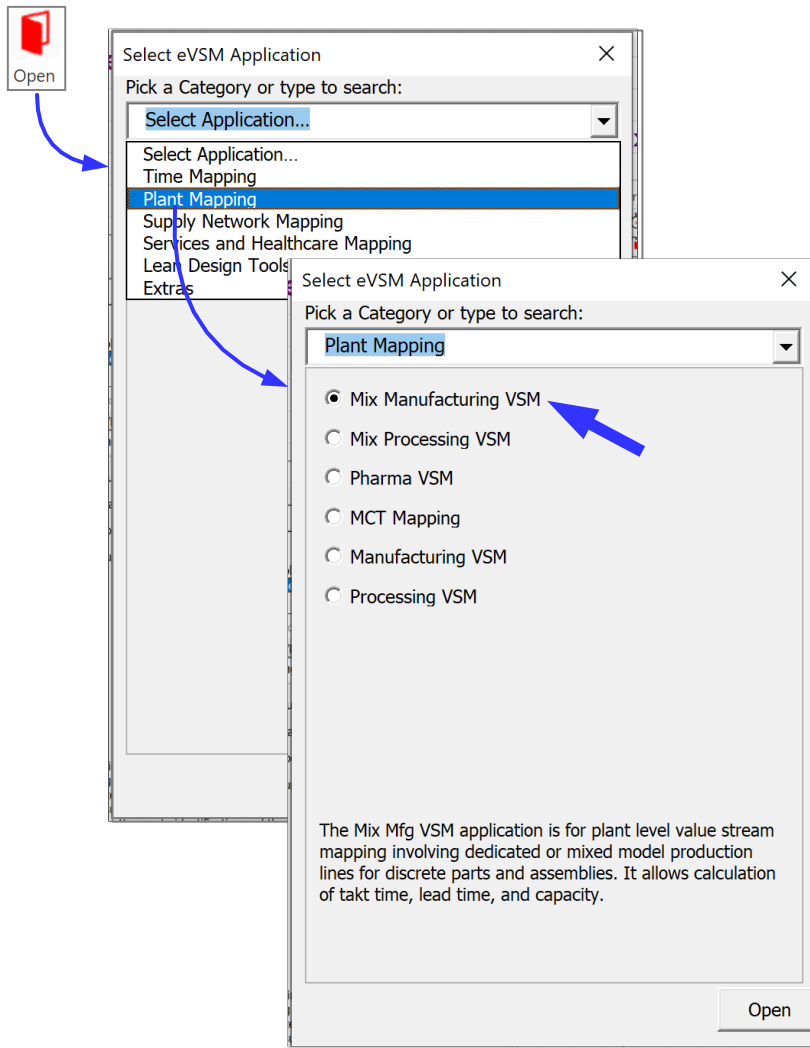 Open
Select eVSM Application
Pick a Category or type to search:
Select Application...
Select Application...
Time Mapping
Plant Mapping
Supply Network Mapping
Services and Healthcare Mapping
Lean Design Tools
Extras
Select eVSM Application
Pick a Category or type to search:
Plant Mapping
Mix Manufacturing VSM
Mix Processing VSM
Pharma VSM
MCT Mapping
Manufacturing VSM
Processing VSM
The Mix Mfg VSM application is for plant level value stream
mapping involving dedicated or mixed model production
lines for discrete parts and assemblies. It allows calculation
of takt time, lead time, and capacity.
Open